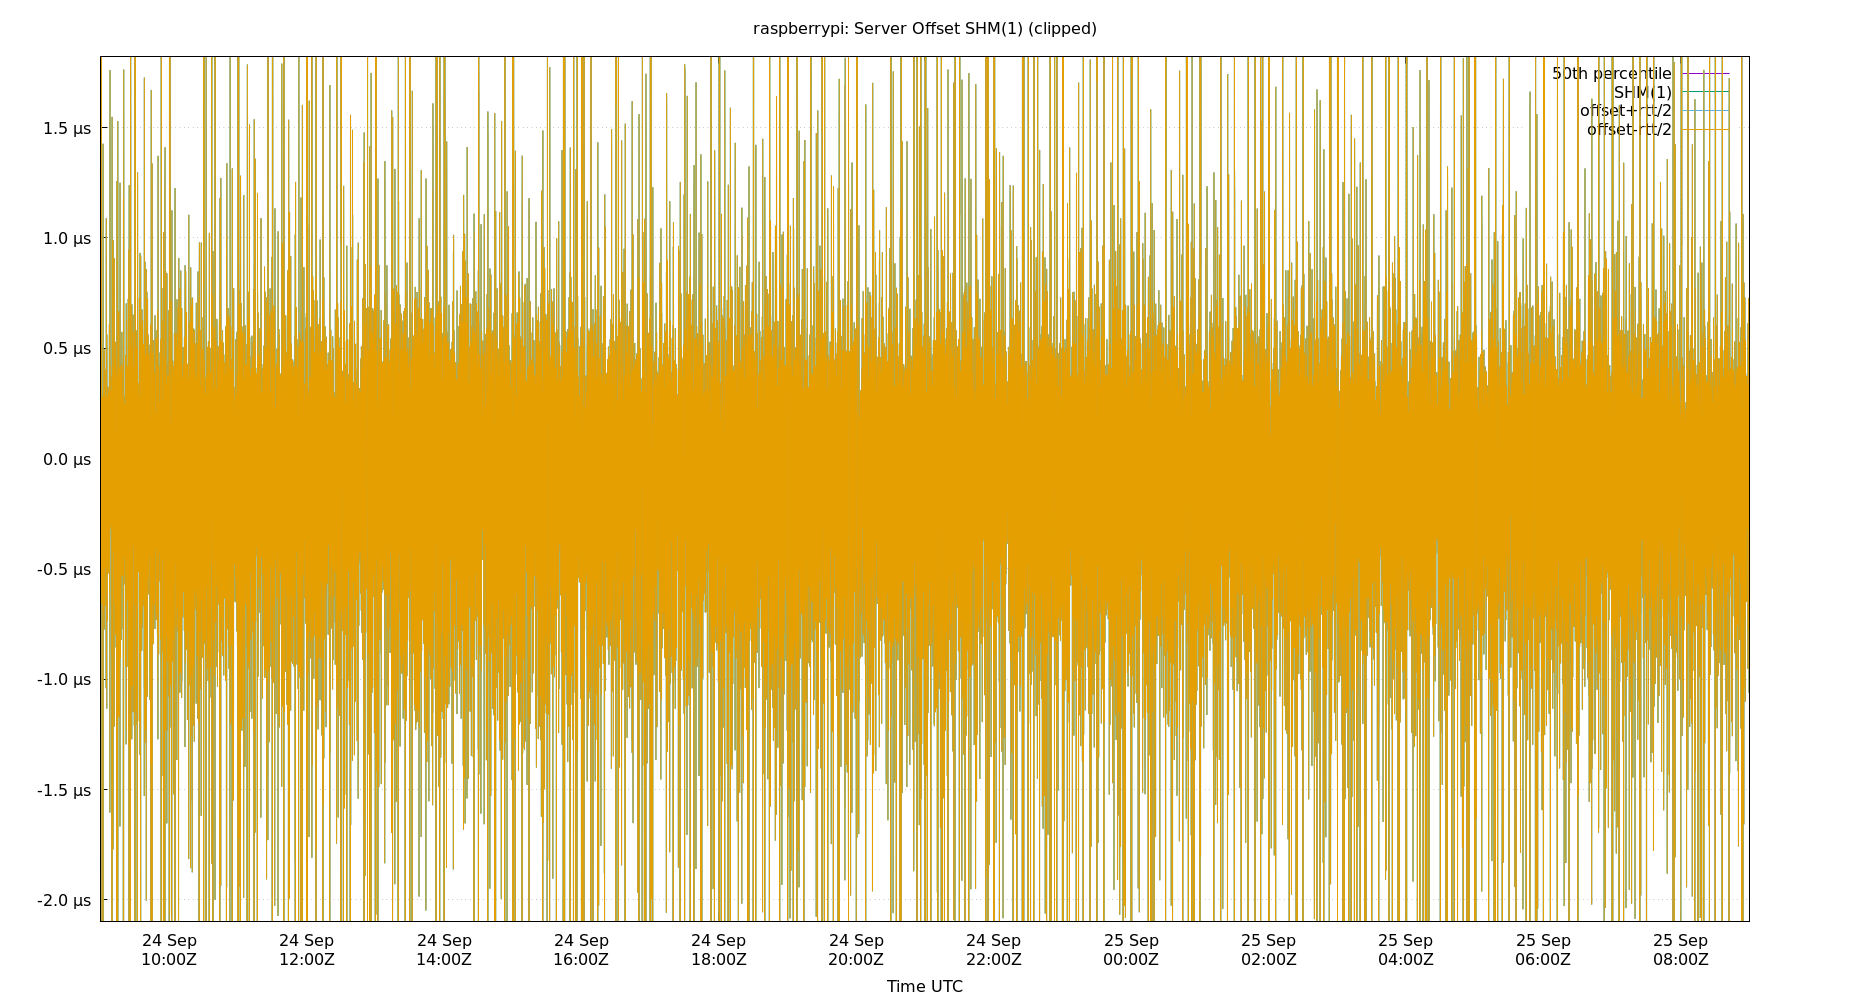 raspberrypi: Server Offset SHM(1) (clipped)
50th percentile
SHM(1)
offset+rtt/2
offset-rtt/2
1.5 µs
1.0 µs
0.5 µs
0.0 µs
-0.5 µs
-1.0 µs
-1.5 µs
-2.0 µs
24 Sep 24 Sep 24 Sep 24 Sep 24 Sep 24 Sep 24 Sep 25 Sep 25 Sep 25 Sep 25 Sep 25 Sep
10:00Z 12:00Z 14:00Z 16:00Z 18:00Z 20:00Z 22:00Z 00:00Z 02:00Z 04:00Z 06:00Z 08:00Z
Time UTC